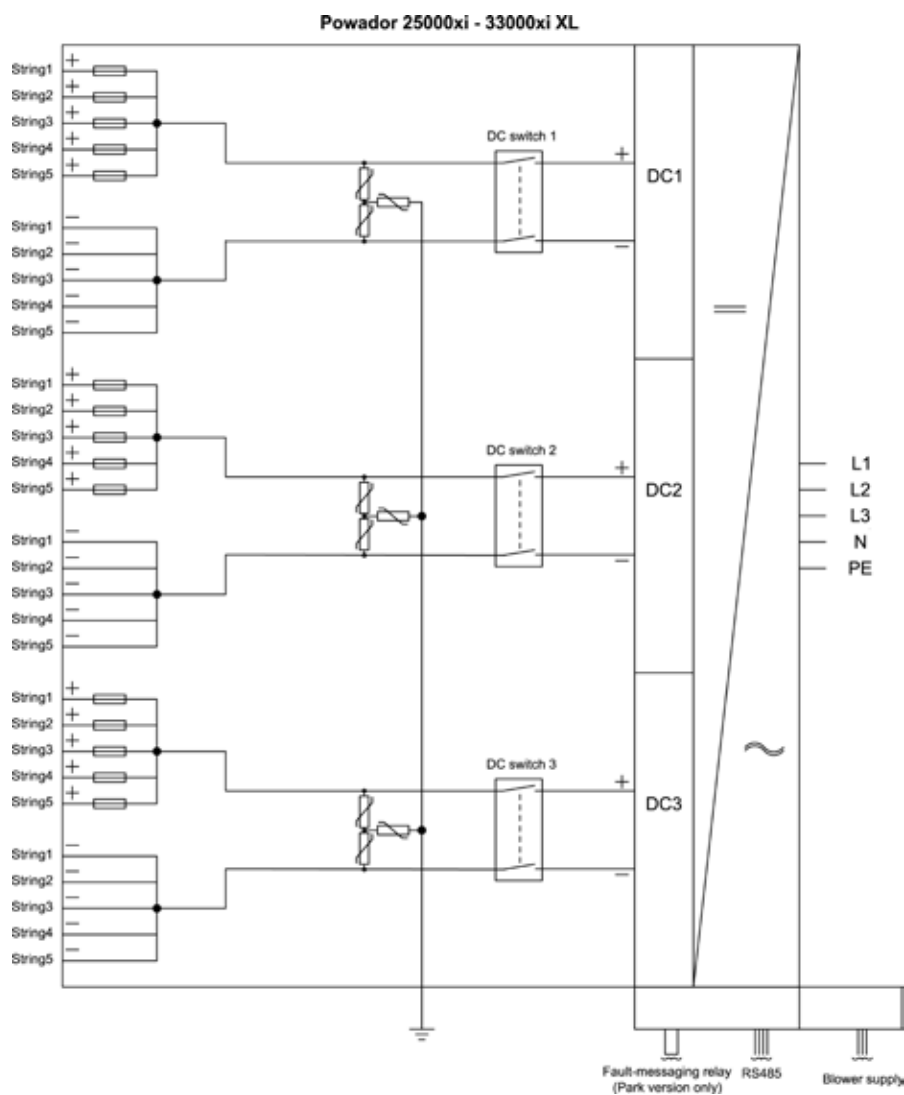 Powador 25000xi - 33000xi XL
String1 +
String2 +
String3 +
String4 +
String5 +
String1 −
String2 −
String3 −
String4 −
String5 −
DC switch 1
+
−
DC1
String1 +
String2 +
String3 +
String4 +
String5 +
String1 −
String2 −
String3 −
String4 −
String5 −
DC switch 2
+
−
DC2
L1
L2
L3
N
PE
String1 +
String2 +
String3 +
String4 +
String5 +
String1 −
String2 −
String3 −
String4 −
String5 −
DC switch 3
+
−
DC3
Fault-messaging relay
(Park version only)
RS485
Blower supply